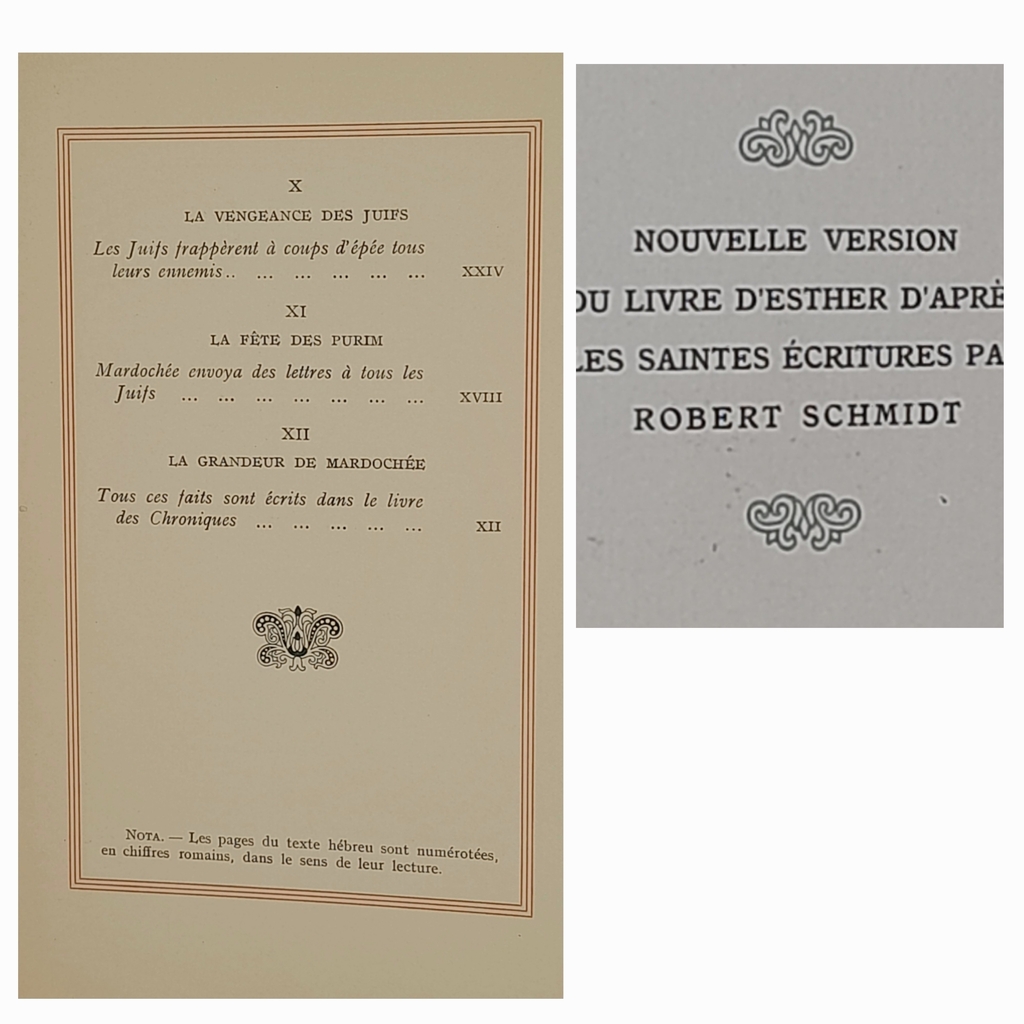 X
LA VENGEANCE DES JUIFS
Les Juifs frappèrent à coups d'épée tous
leurs ennemis.. ... ... ... ... ... XXIV
XI
LA FÊTE DES PURIM
Mardochée envoya des lettres à tous les
Juifs ... ... ... ... ... ... ... XVIII
XII
LA GRANDEUR DE MARDOCHÉE
Tous ces faits sont écrits dans le livre
des Chroniques ... ... ... ... ... XII
NOTA. — Les pages du texte hébreu sont numérotées,
en chiffres romains, dans le sens de leur lecture.
NOUVELLE VERSION
DU LIVRE D'ESTHER D'APRÈ
LES SAINTES ÉCRITURES PA
ROBERT SCHMIDT